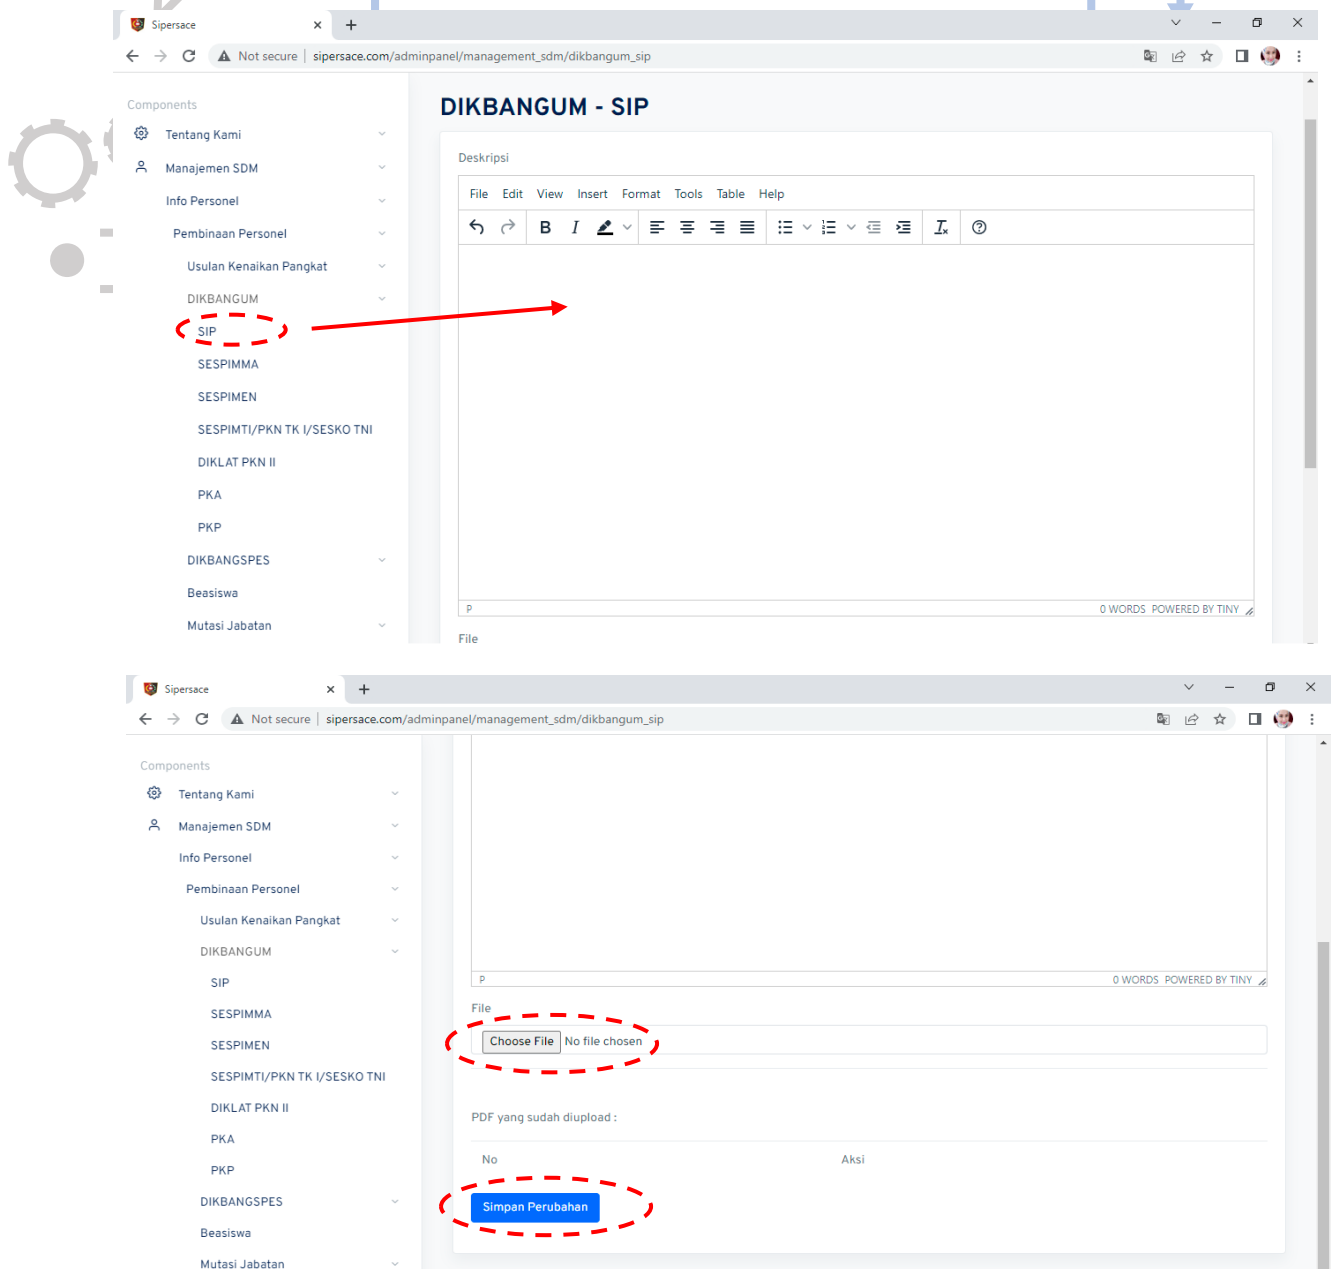 Sipersace
Not secure | sipersace.com/adminpanel/management_sdm/dikbangum_sip
Components
Tentang Kami
Manajemen SDM
Info Personel
Pembinaan Personel
Usulan Kenaikan Pangkat
DIKBANGUM
SIP
SESPIMMA
SESPIMEN
SESPIMTI/PKN TK I/SESKO TNI
DIKLAT PKN II
PKA
PKP
DIKBANGSPES
Beasiswa
Mutasi Jabatan
DIKBANGUM - SIP
Deskripsi
File Edit View Insert Format Tools Table Help
P 0 WORDS POWERED BY TINY
File
Sipersace
Not secure | sipersace.com/adminpanel/management_sdm/dikbangum_sip
Components
Tentang Kami
Manajemen SDM
Info Personel
Pembinaan Personel
Usulan Kenaikan Pangkat
DIKBANGUM
SIP
SESPIMMA
SESPIMEN
SESPIMTI/PKN TK I/SESKO TNI
DIKLAT PKN II
PKA
PKP
DIKBANGSPES
Beasiswa
Mutasi Jabatan
P 0 WORDS POWERED BY TINY
File
Choose File No file chosen
PDF yang sudah diupload :
No Aksi
Simpan Perubahan